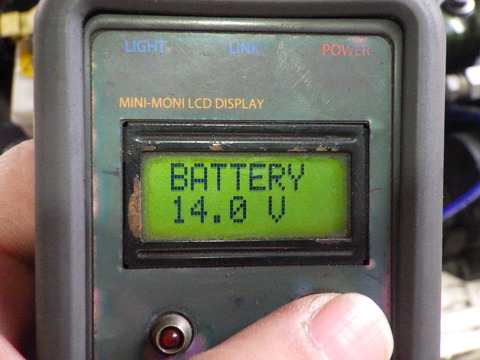 LIGHT LINK POWER
MINI-MONI LCD DISPLAY
BATTERY
14.0 V